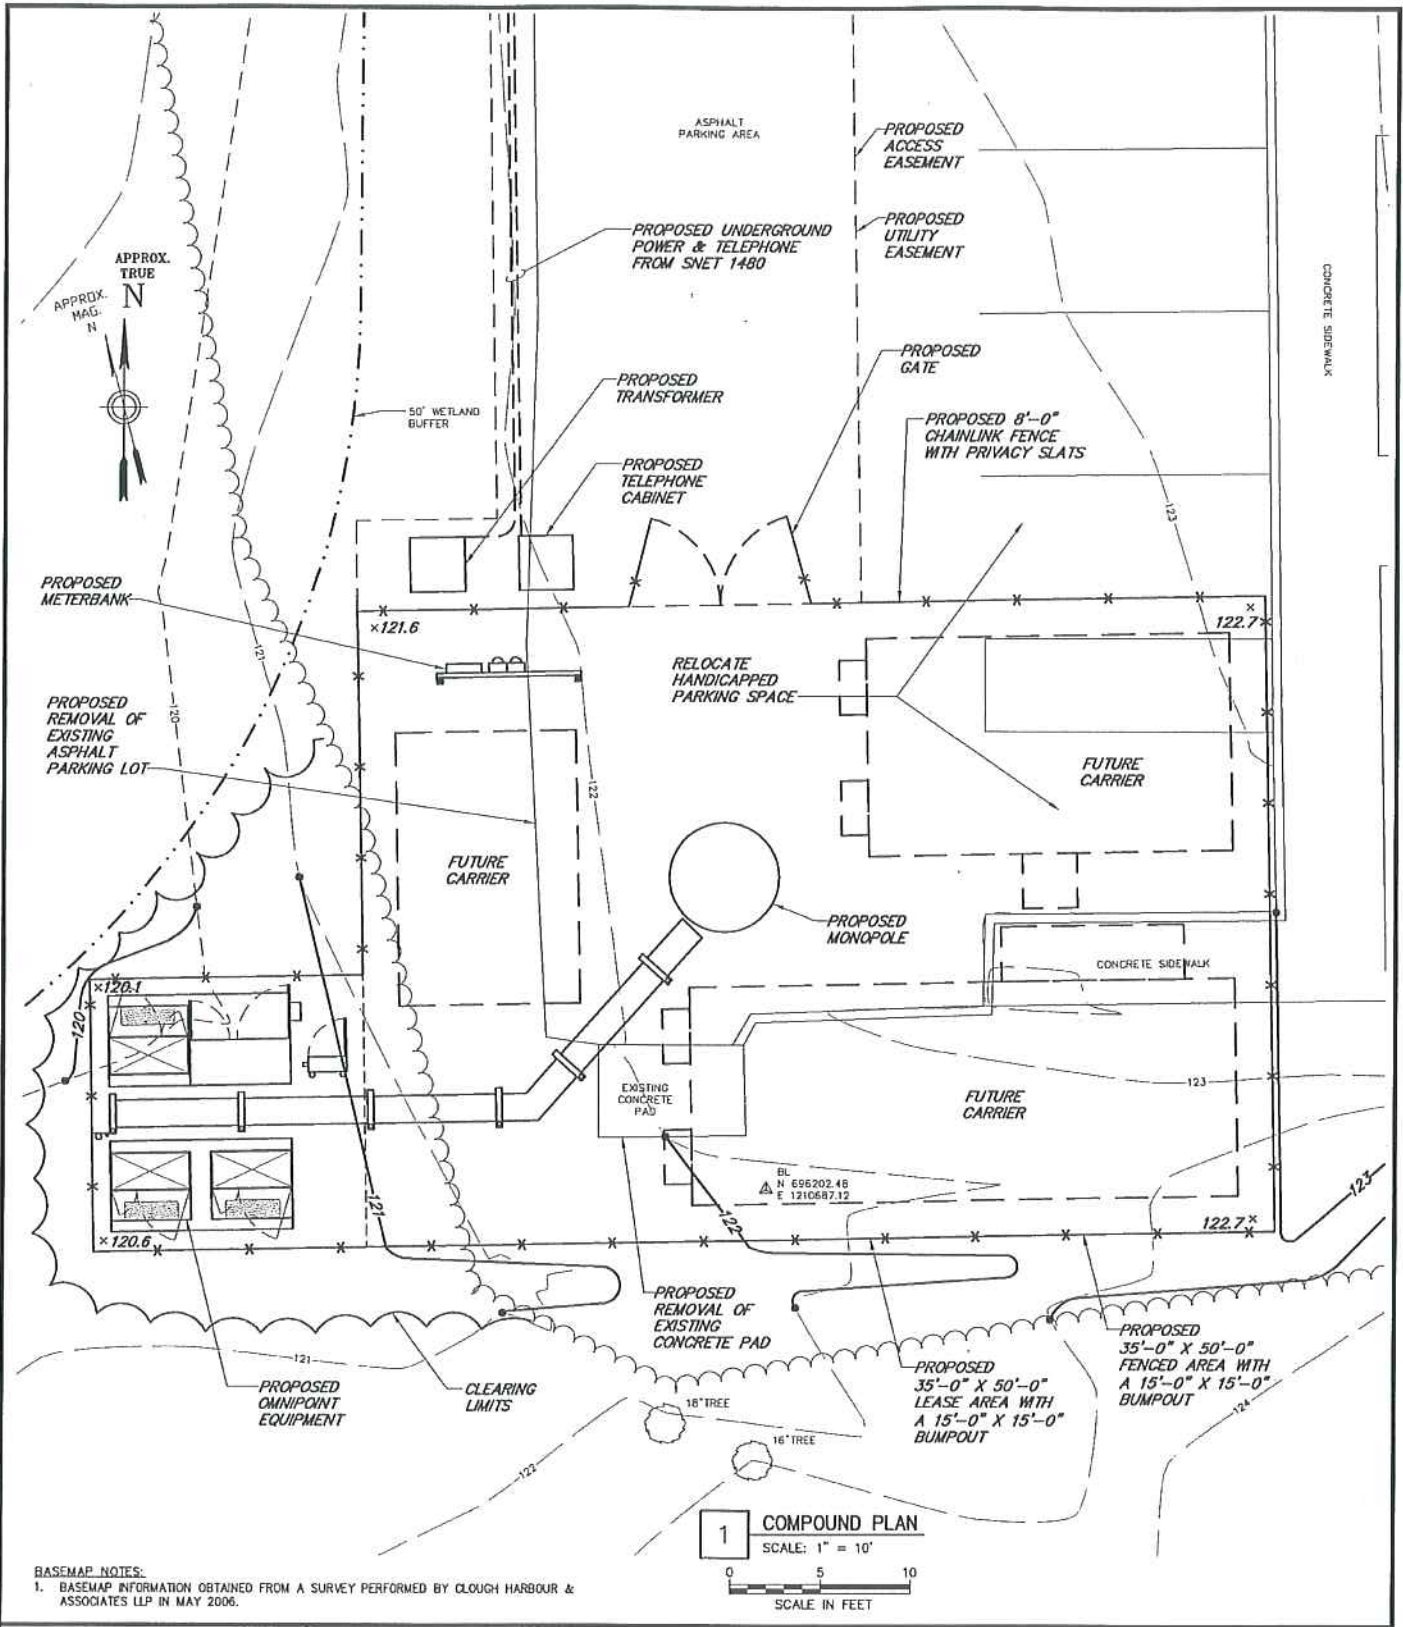 ASPHALT
PARKING AREA
PROPOSED
ACCESS
EASEMENT
PROPOSED
UTILITY
EASEMENT
PROPOSED UNDERGROUND
POWER & TELEPHONE
FROM SNET 1480
CONCRETE SIDEWALK
APPROX.
TRUE
N
APPROX.
MAG.
N
PROPOSED
GATE
PROPOSED
TRANSFORMER
50' WETLAND
BUFFER
PROPOSED 8'-0"
CHAINLINK FENCE
WITH PRIVACY SLATS
PROPOSED
TELEPHONE
CABINET
123
PROPOSED
METERBANK
×121.6
122.7
121
RELOCATE
HANDICAPPED
PARKING SPACE
PROPOSED
REMOVAL OF
EXISTING
ASPHALT
PARKING LOT
120
122
FUTURE
CARRIER
FUTURE
CARRIER
PROPOSED
MONOPOLE
CONCRETE SIDEWALK
×120.1
120
EXISTING
CONCRETE
PAD
123
FUTURE
CARRIER
BL
N 696202.48
E 1210687.12
121
122
123
×120.6
122.7×
PROPOSED
REMOVAL OF
EXISTING
CONCRETE PAD
PROPOSED
35'-0" X 50'-0"
FENCED AREA WITH
A 15'-0" X 15'-0"
BUMPOUT
121
PROPOSED
OMNIPOINT
EQUIPMENT
CLEARING
LIMITS
PROPOSED
35'-0" X 50'-0"
LEASE AREA WITH
A 15'-0" X 15'-0"
BUMPOUT
18"TREE
16"TREE
124
122
1
COMPOUND PLAN
SCALE: 1" = 10'
0 5 10
SCALE IN FEET
BASEMAP NOTES:
1. BASEMAP INFORMATION OBTAINED FROM A SURVEY PERFORMED BY CLOUGH HARBOUR &
ASSOCIATES LLP IN MAY 2006.